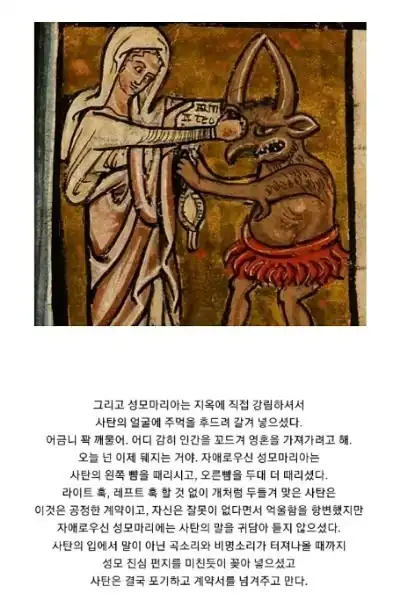 그리고 성모마리아는 지옥에 직접 강림하셔서
사탄의 얼굴에 주먹을 후드려 갈겨 넣으셨다.
어금니 꽉 깨물어. 어디 감히 인간을 꼬드겨 영혼을 가져가려고 해.
오늘 넌 이제 뒈지는 거야. 자애로우신 성모마리아는
사탄의 왼쪽 뺨을 때리시고, 오른뺨을 두대 더 때리셨다.
라이트 훅, 레프트 훅 할 것 없이 개처럼 두들겨 맞은 사탄은
이것은 공정한 계약이고, 자신은 잘못이 없다면서 억울함을 항변했지만
자애로우신 성모마리에는 사탄의 말을 귀담아 듣지 않으셨다.
사탄의 입에서 말이 아닌 곡소리와 비명소리가 터져나올 때까지
성모 진심 펀치를 미친듯이 꽂아 넣으셨고
사탄은 결국 포기하고 계약서를 넘겨주고 만다.